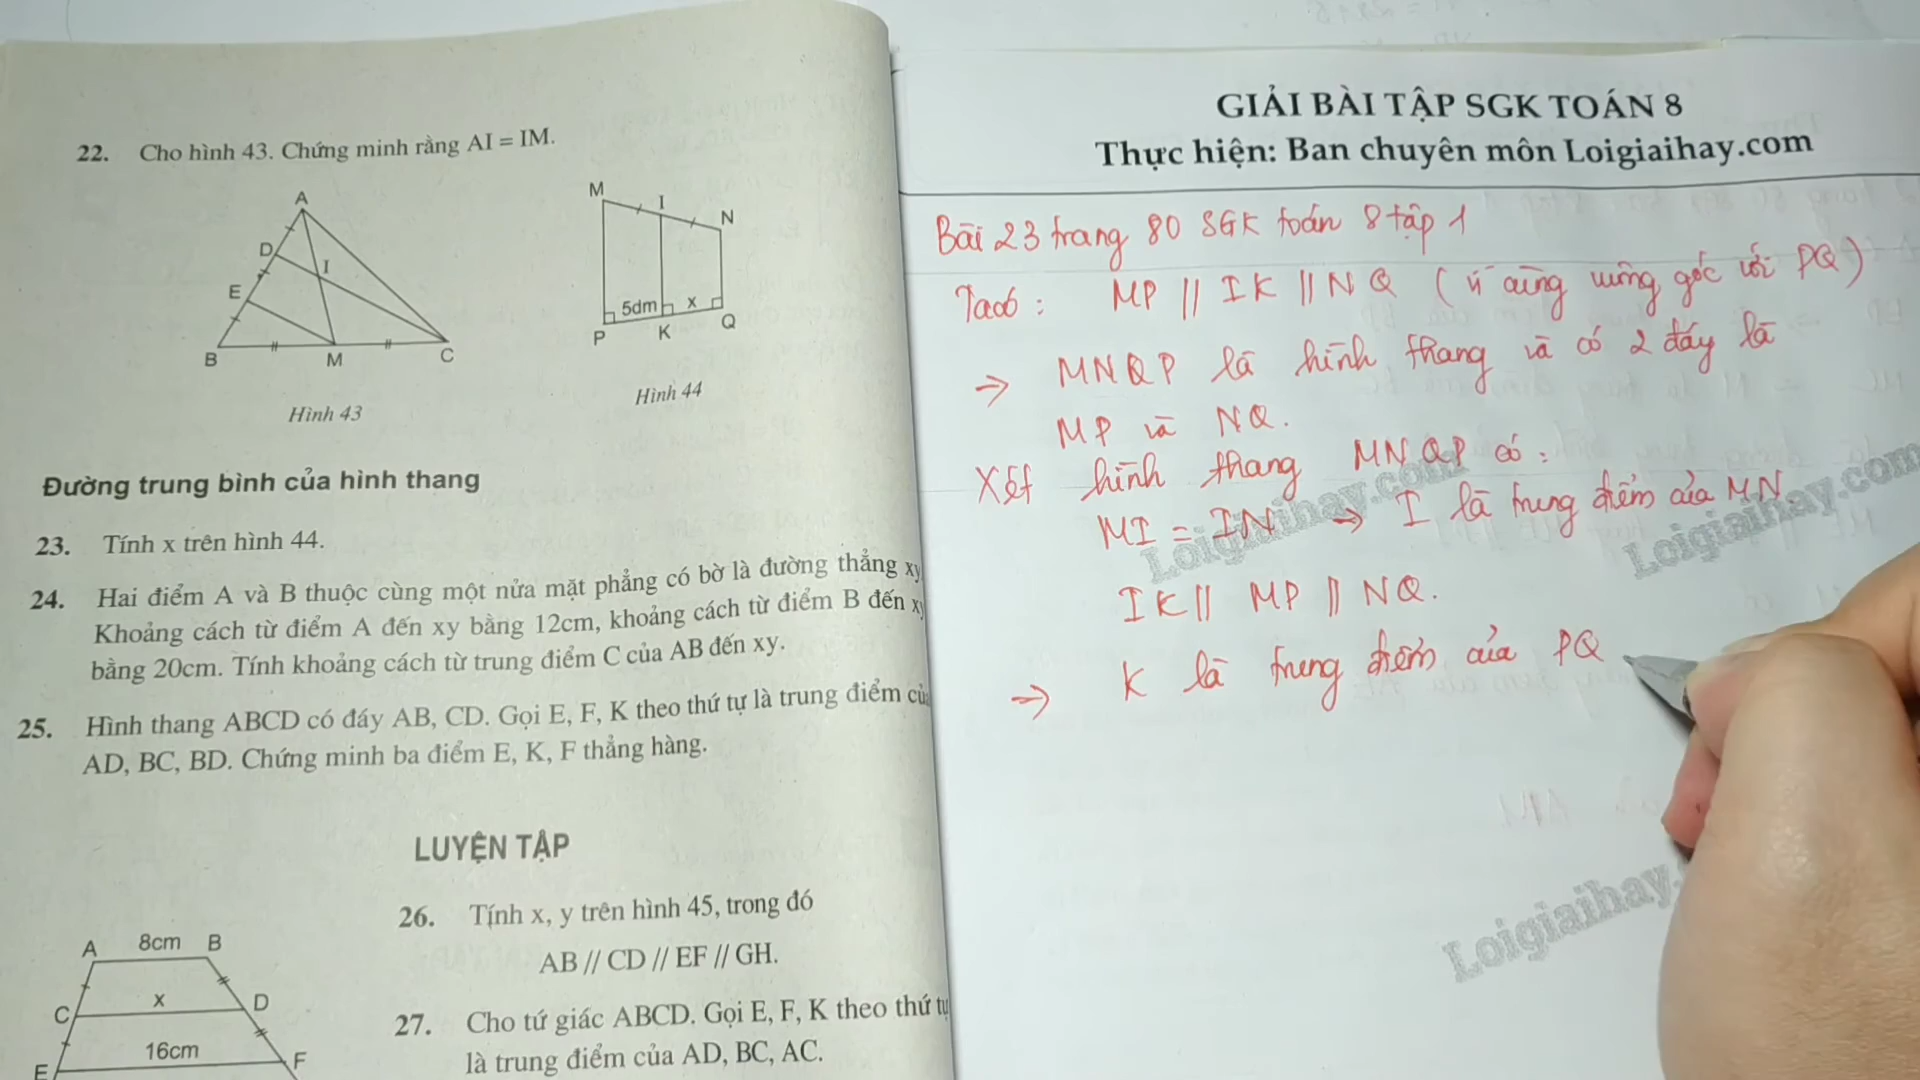 22. Cho hình 43. Chứng minh rằng AI = IM.
A
D
I
E
B
M
C
Hình 43
M
I
N
5dm
x
P
K
Q
Hình 44
Đường trung bình của hình thang
23. Tính x trên hình 44.
24. Hai điểm A và B thuộc cùng một nửa mặt phẳng có bờ là đường thẳng xy
Khoảng cách từ điểm A đến xy bằng 12cm, khoảng cách từ điểm B đến
bằng 20cm. Tính khoảng cách từ trung điểm C của AB đến xy.
25. Hình thang ABCD có đáy AB, CD. Gọi E, F, K theo thứ tự là trung điểm
AD, BC, BD. Chứng minh ba điểm E, K, F thẳng hàng.
LUYỆN TẬP
26. Tính x, y trên hình 45, trong đó
AB // CD // EF // GH.
27. Cho tứ giác ABCD. Gọi E, F, K theo thứ
là trung điểm của AD, BC, AC.
A
8cm
B
C
x
D
E
16cm
F
GIẢI BÀI TẬP SGK TOÁN 8
Thực hiện: Ban chuyên môn Loigiaihay.com
Bài 23 trang 80 SGK toán 8 tập 1
Ta có : MP // IK // NQ (vì cùng vuông góc với PQ)
→ MNQP là hình thang và có 2 đáy là
MP và NQ.
Xét hình thang MNQP có :
MI = IN → I là trung điểm của MN
IK // MP // NQ.
→ K là trung điểm của PQ
Loigiaihay.com
Loigiaihay.com
Loigiaihay.